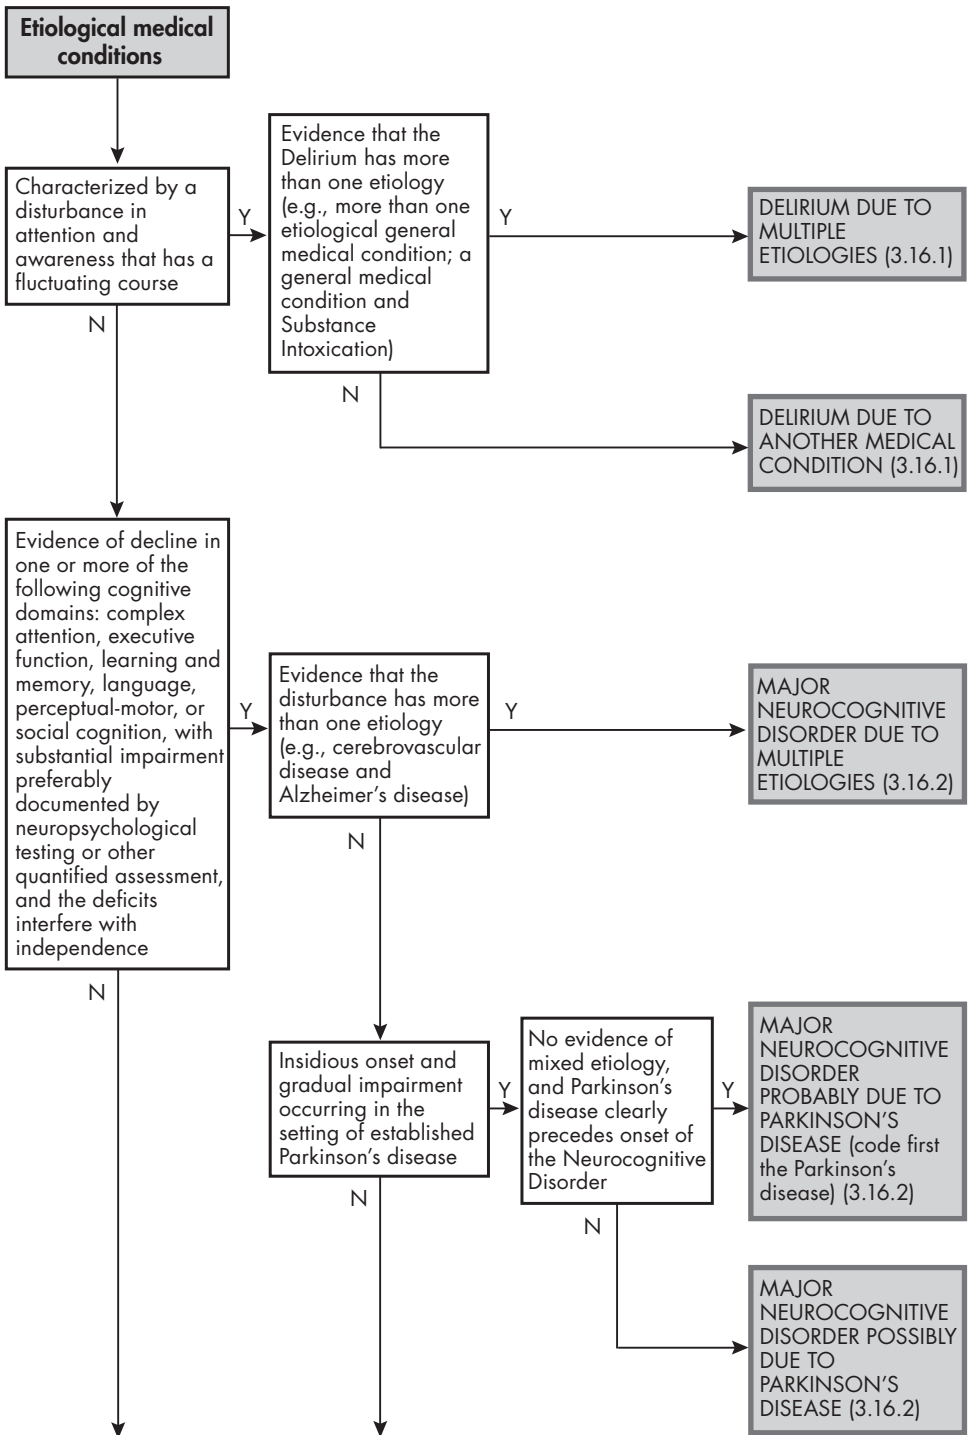 Etiological medical
conditions
Characterized by a
disturbance in
attention and
awareness that has a
fluctuating course
Y
Evidence that the
Delirium has more
than one etiology
(e.g., more than one
etiological general
medical condition; a
general medical
condition and
Substance
Intoxication)
Y
DELIRIUM DUE TO
MULTIPLE
ETIOLOGIES (3.16.1)
N
N
DELIRIUM DUE TO
ANOTHER MEDICAL
CONDITION (3.16.1)
Evidence of decline in
one or more of the
following cognitive
domains: complex
attention, executive
function, learning and
memory, language,
perceptual-motor, or
social cognition, with
substantial impairment
preferably
documented by
neuropsychological
testing or other
quantified assessment,
and the deficits
interfere with
independence
Y
Evidence that the
disturbance has more
than one etiology
(e.g., cerebrovascular
disease and
Alzheimer’s disease)
Y
MAJOR
NEUROCOGNITIVE
DISORDER DUE TO
MULTIPLE
ETIOLOGIES (3.16.2)
N
N
Insidious onset and
gradual impairment
occurring in the
setting of established
Parkinson’s disease
Y
No evidence of
mixed etiology,
and Parkinson’s
disease clearly
precedes onset of
the Neurocognitive
Disorder
Y
MAJOR
NEUROCOGNITIVE
DISORDER
PROBABLY DUE TO
PARKINSON’S
DISEASE (code first
the Parkinson’s
disease) (3.16.2)
N
N
MAJOR
NEUROCOGNITIVE
DISORDER POSSIBLY
DUE TO
PARKINSON’S
DISEASE (3.16.2)